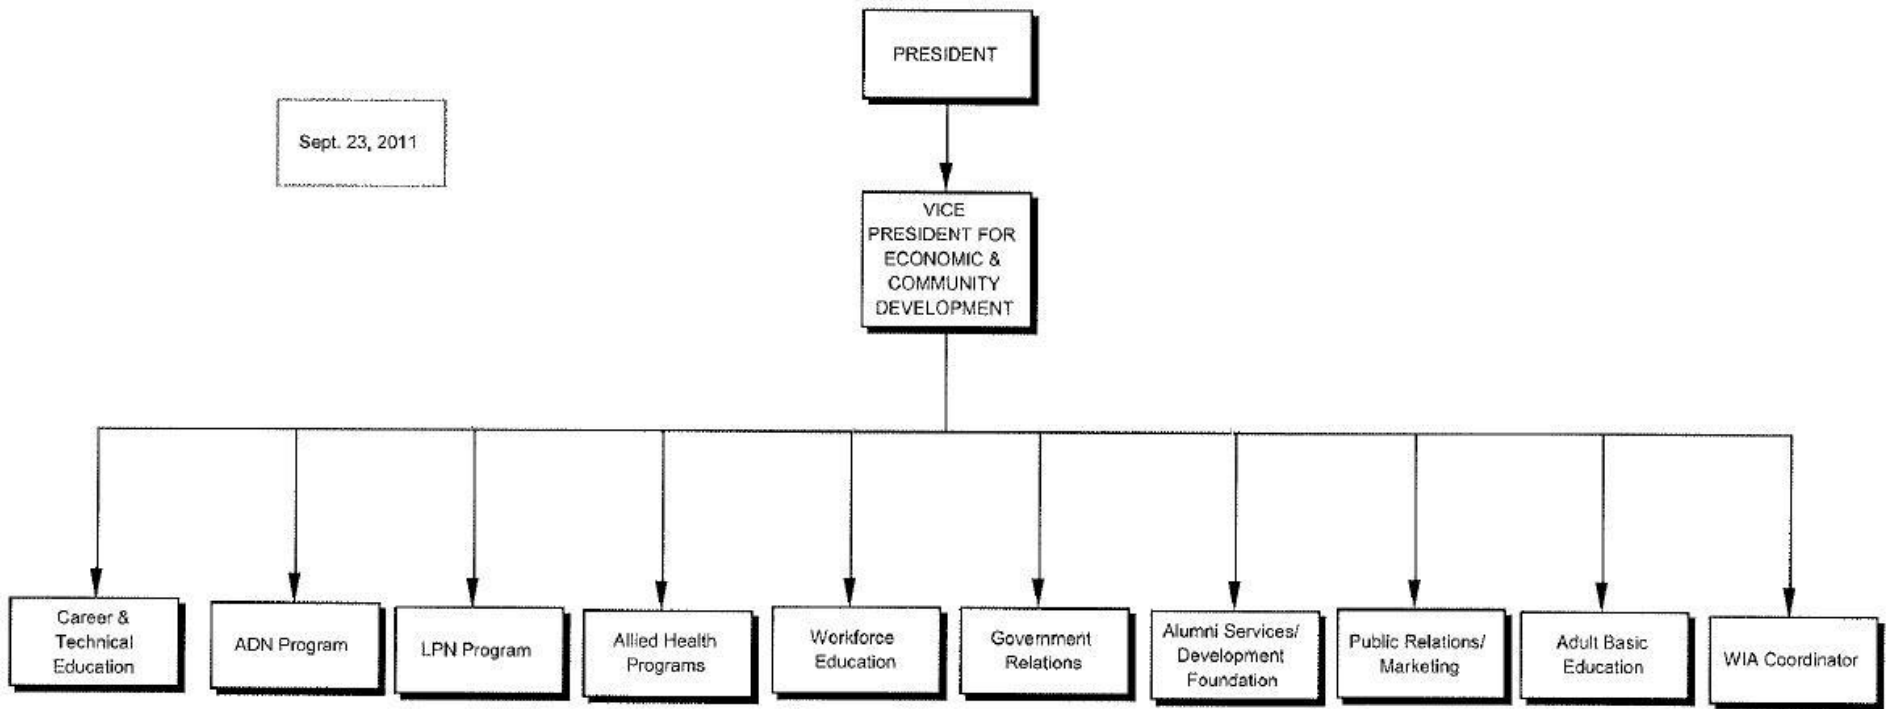 PRESIDENT
Sept. 23, 2011
VICE
PRESIDENT FOR
ECONOMIC &
COMMUNITY
DEVELOPMENT
Career &
Technical
Education
ADN Program
LPN Program
Allied Health
Programs
Workforce
Education
Government
Relations
Alumni Services/
Development
Foundation
Public Relations/
Marketing
Adult Basic
Education
WIA Coordinator